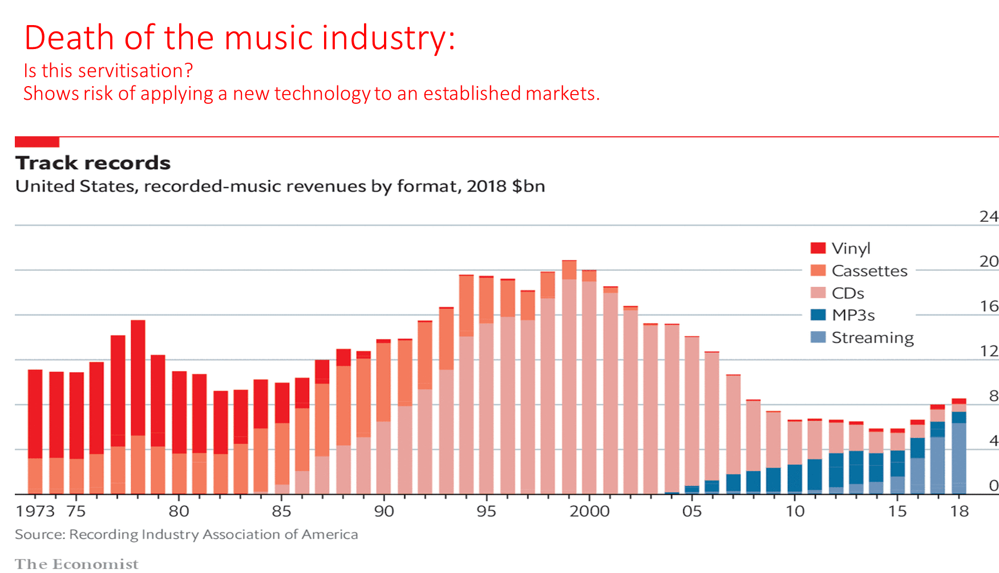 Death of the music industry:
Is this servitisation?
Shows risk of applying a new technology to an established markets.
Track records
United States, recorded-music revenues by format, 2018 $bn
24
Vinyl
20
Cassettes
CDs
16
MP3s
Streaming
12
8
4
0
1973 75 80 85 90 95 2000 05 10 15 18
Source: Recording Industry Association of America
The Economist